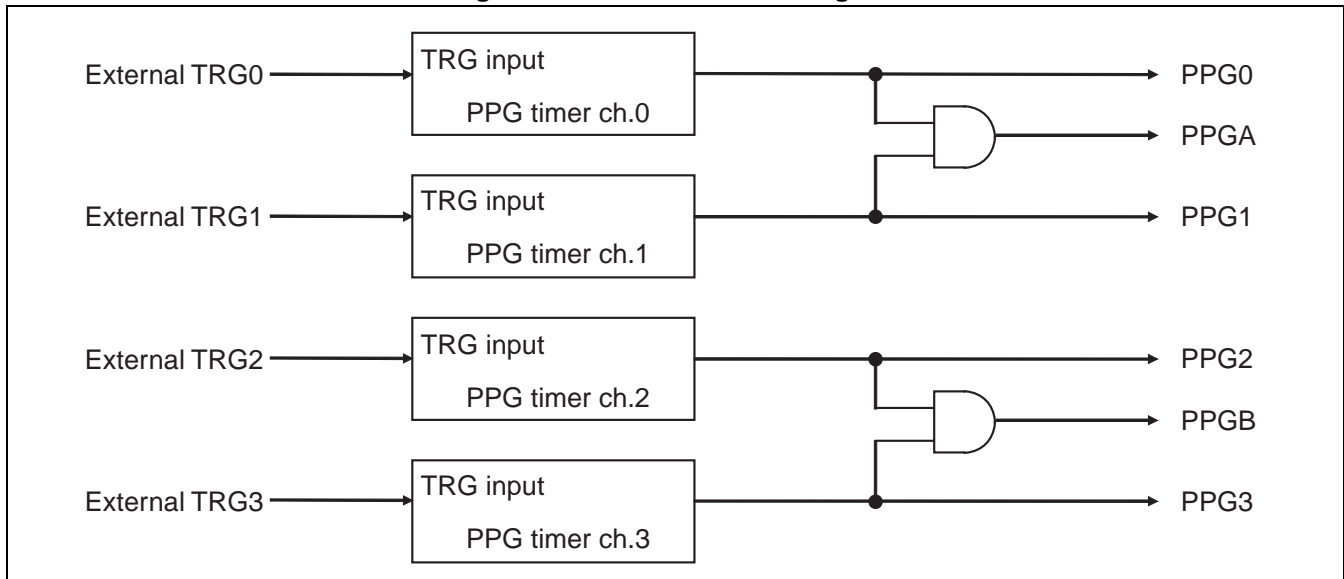 External TRG0
TRG input
PPG timer ch.0
PPG0
PPGA
External TRG1
TRG input
PPG timer ch.1
PPG1
External TRG2
TRG input
PPG timer ch.2
PPG2
PPGB
External TRG3
TRG input
PPG timer ch.3
PPG3